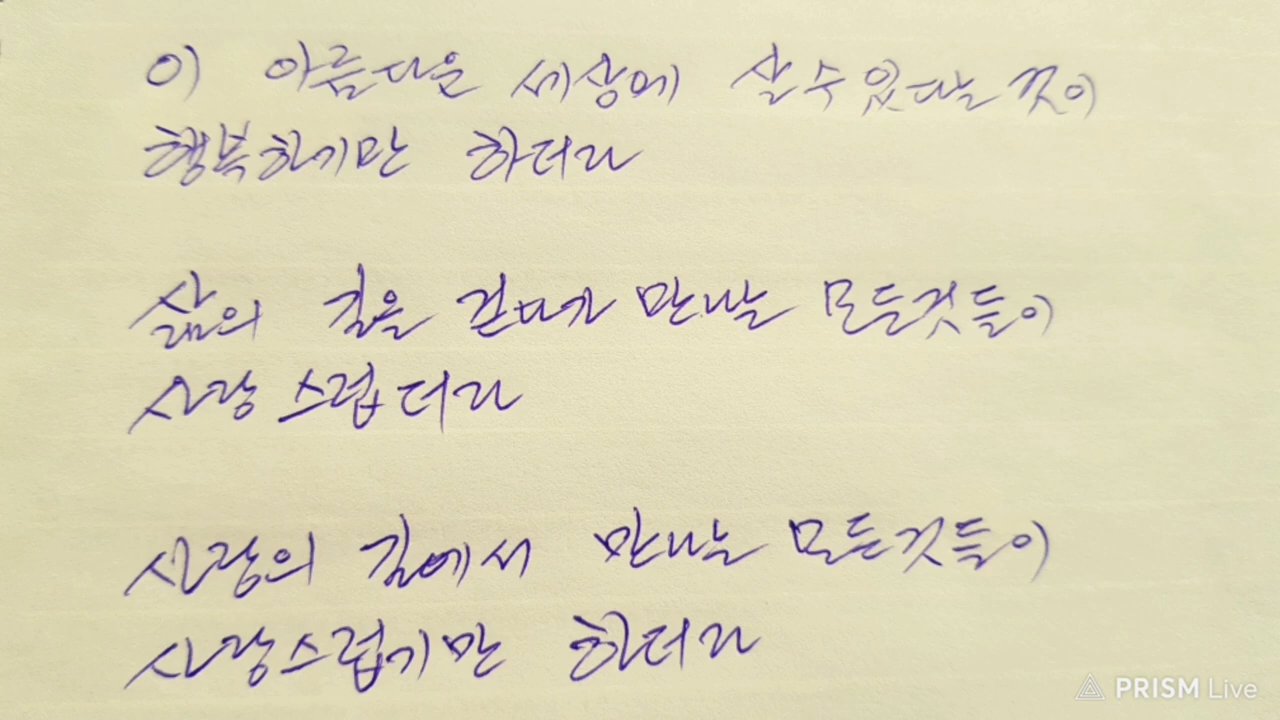 이 아름다운 세상에 살수있다는 것이
행복하기만 하더라
삶의 길을 걷다가 만나는 모든것들이
사랑스럽더라
사랑의 길에서 만나는 모든것들이
사랑스럽기만 하더라
PRISM Live